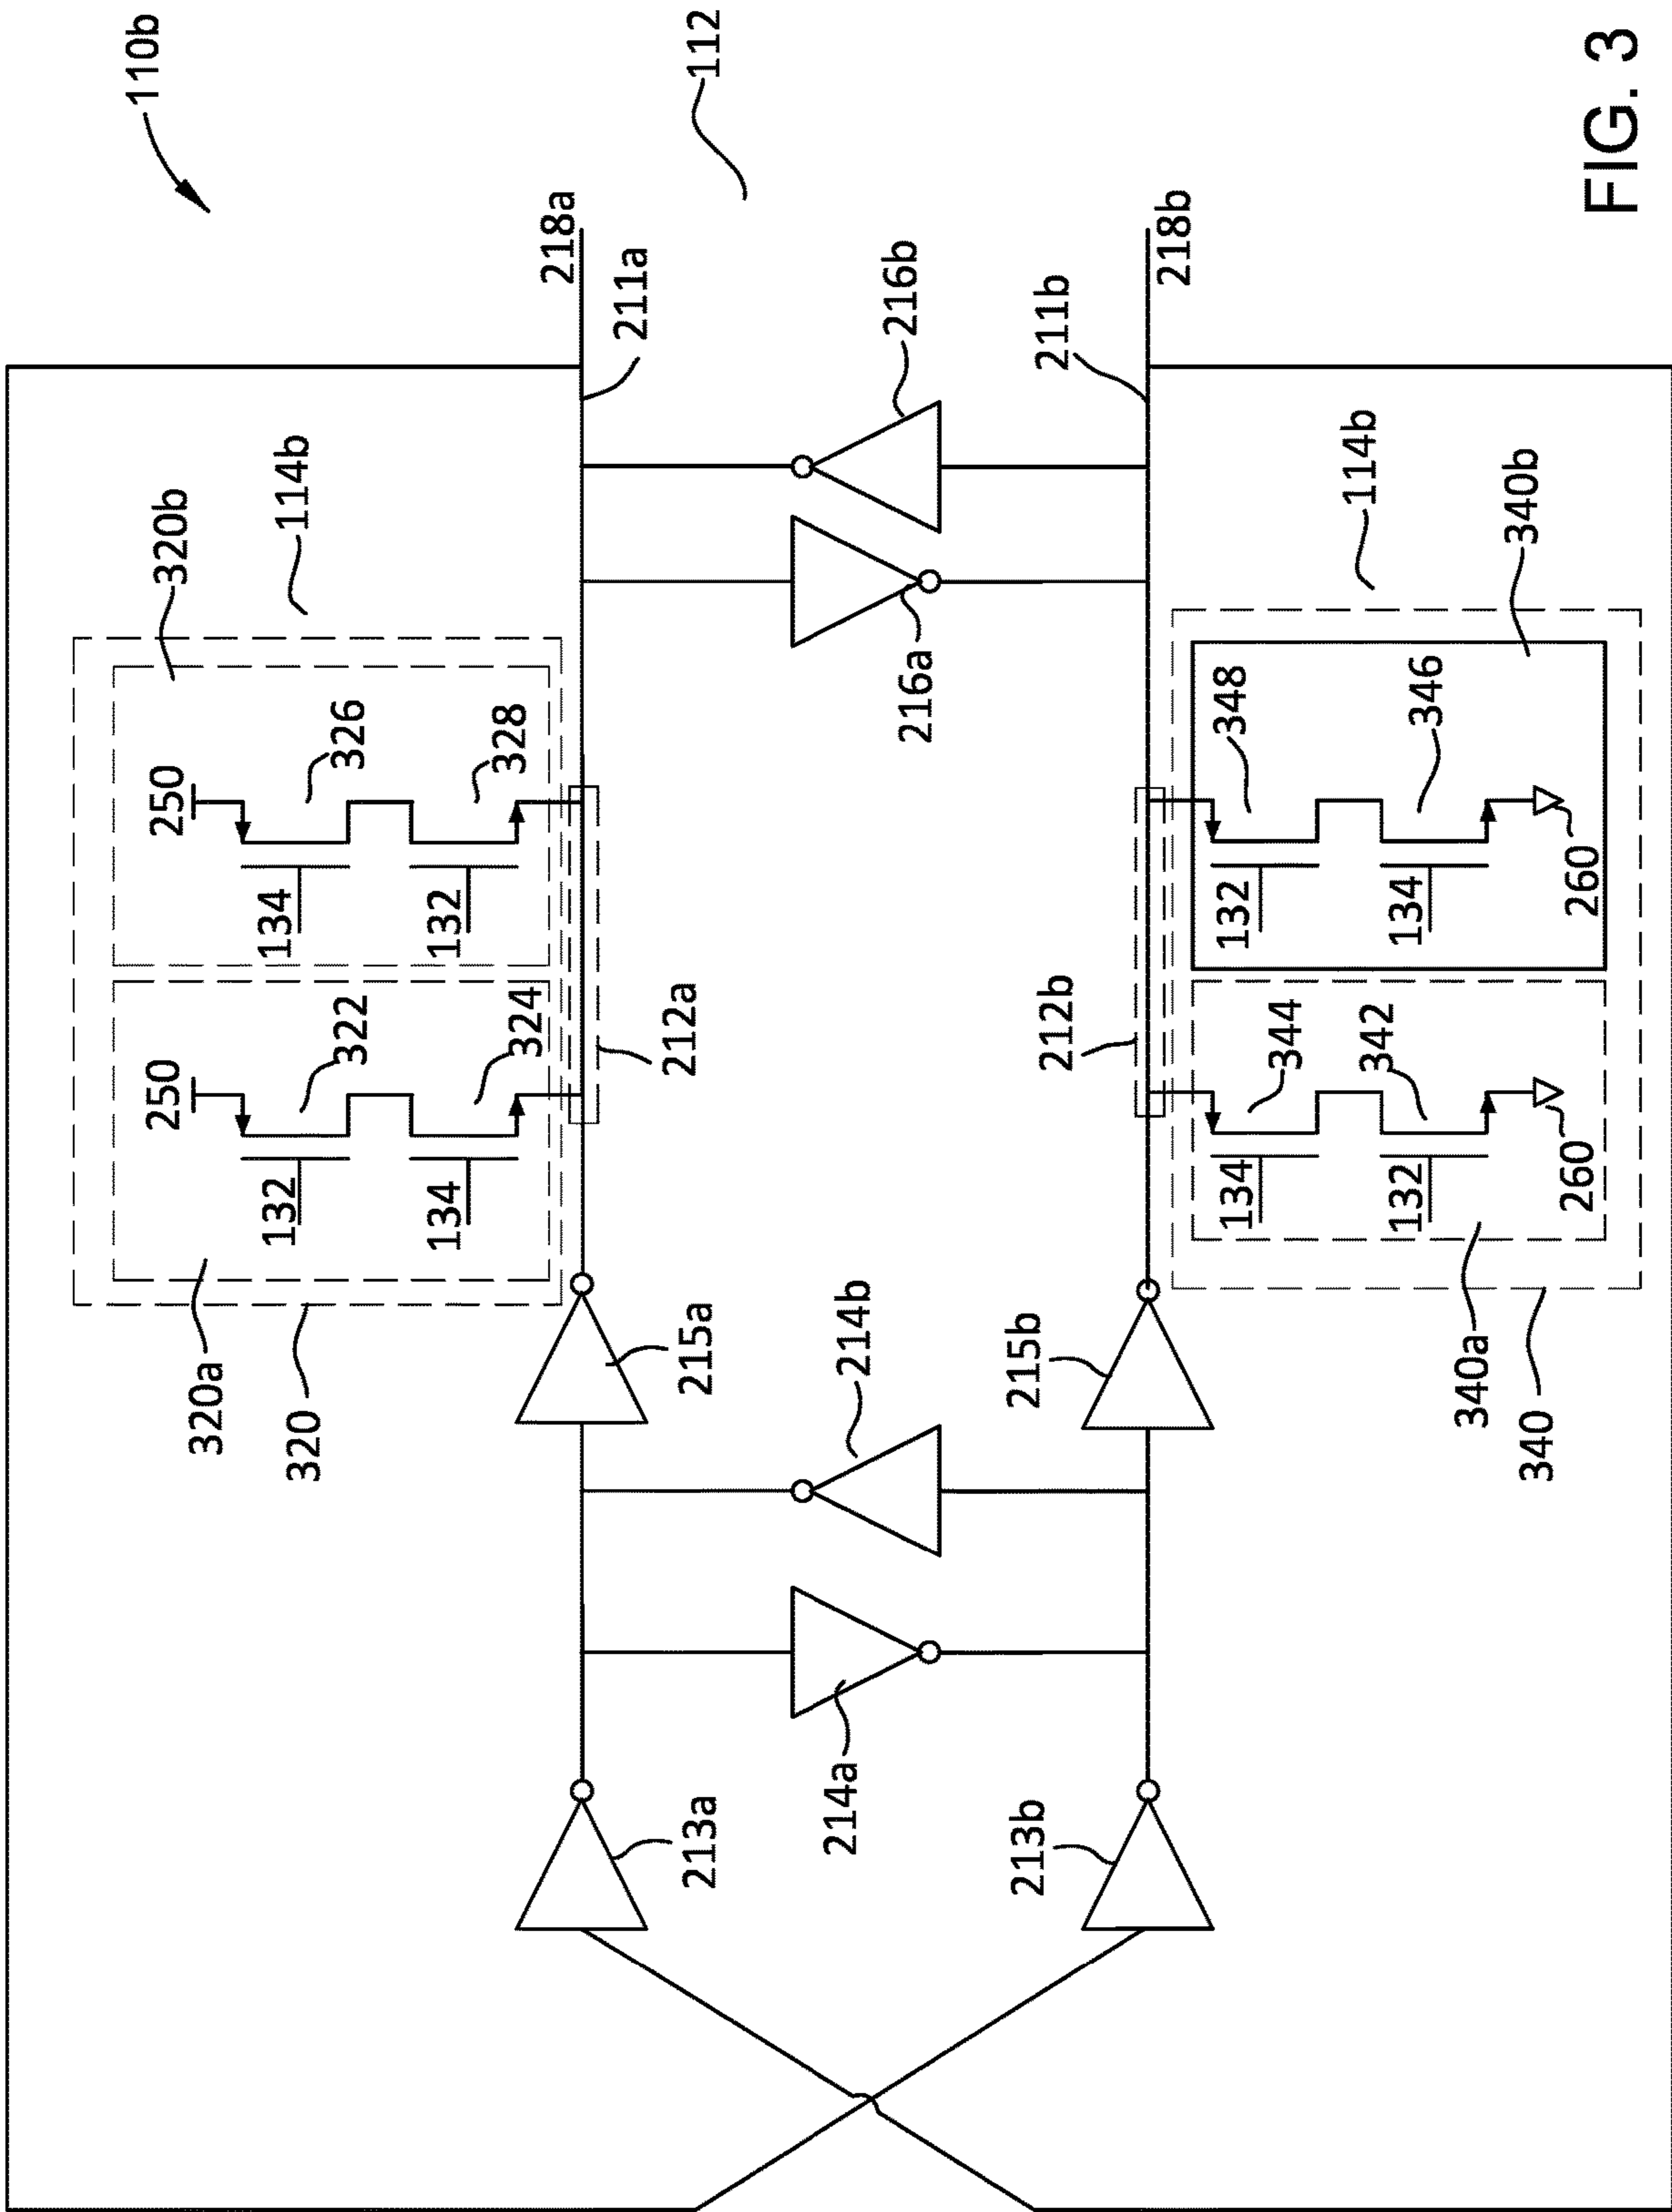 110b
112
218a
211a
216b
211b
218b
FIG. 3
320b
114b
216a
114b
340b
250
326
134
132
328
348
346
132
134
260
250
322
132
134
324
212a
212b
344
342
134
132
260
320a
320
215a
214b
215b
340a
340
213a
214a
213b